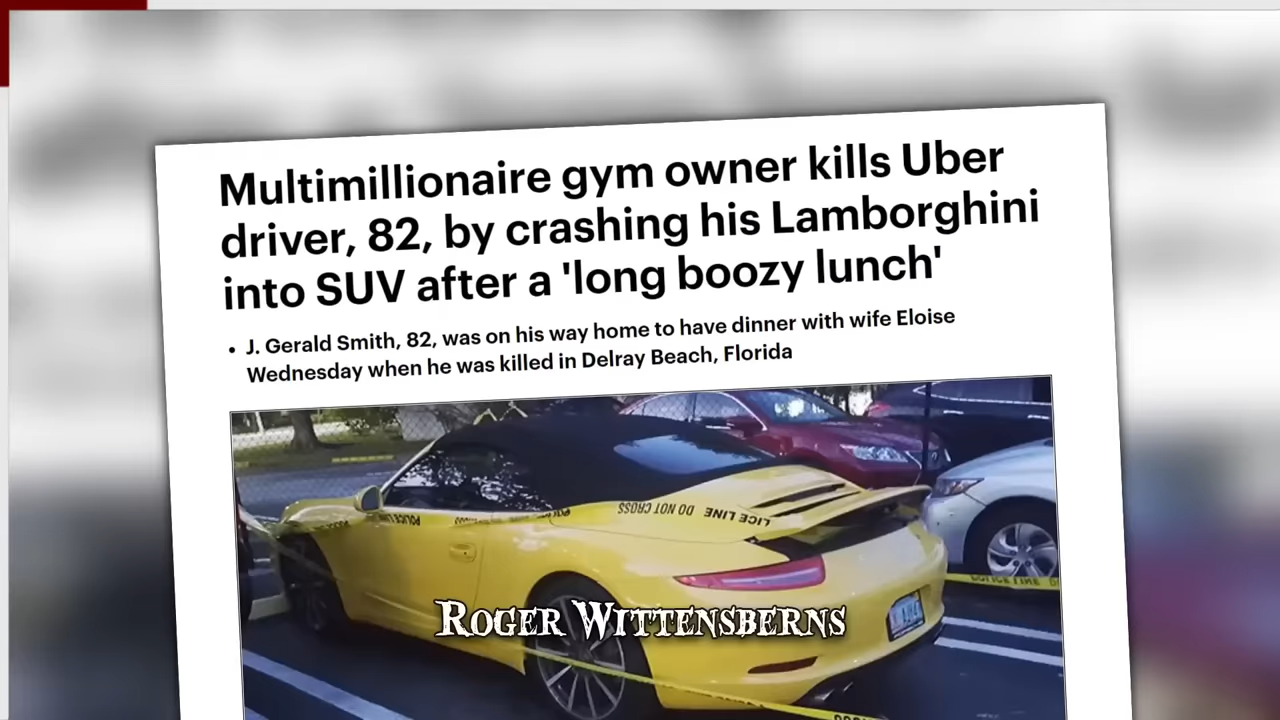 Multimillionaire gym owner kills Uber
driver, 82, by crashing his Lamborghini
into SUV after a 'long boozy lunch'
• J. Gerald Smith, 82, was on his way home to have dinner with wife Eloise
Wednesday when he was killed in Delray Beach, Florida
LICE LINE DO NOT CROSS
POLICE LINE
ROGER WITTENSBERNS